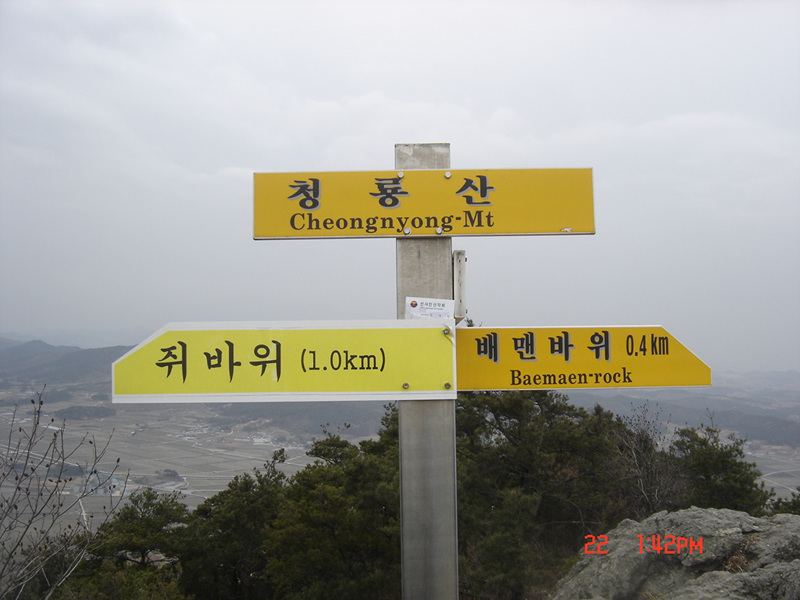 청룡산
Cheongnyong-Mt
쥐바위 (1.0km)
배맨바위 0.4km
Baemaen-rock
22 1:42PM